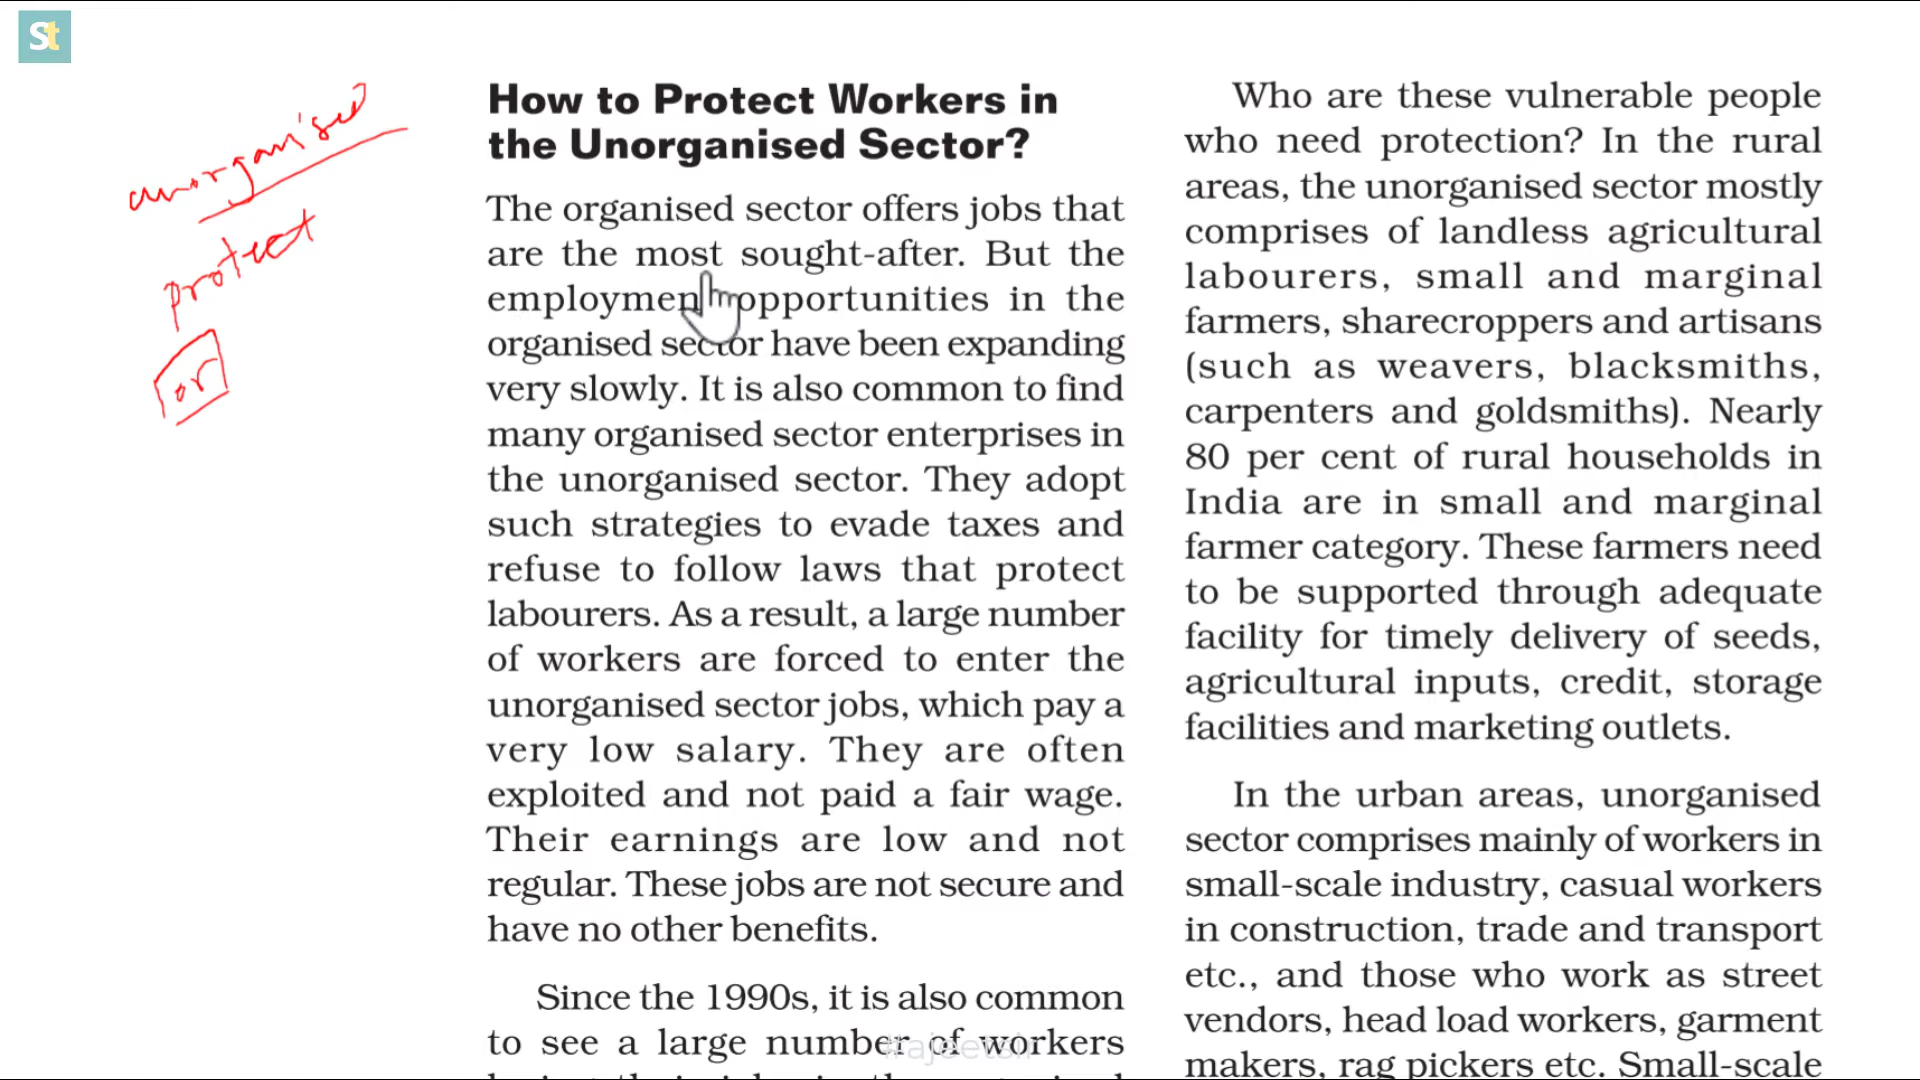 St
unorganised
protect
or
How to Protect Workers in
the Unorganised Sector?
The organised sector offers jobs that
are the most sought-after. But the
employmen opportunities in the
organised sector have been expanding
very slowly. It is also common to find
many organised sector enterprises in
the unorganised sector. They adopt
such strategies to evade taxes and
refuse to follow laws that protect
labourers. As a result, a large number
of workers are forced to enter the
unorganised sector jobs, which pay a
very low salary. They are often
exploited and not paid a fair wage.
Their earnings are low and not
regular. These jobs are not secure and
have no other benefits.
Since the 1990s, it is also common
to see a large number of workers
#ajeetsir
Who are these vulnerable people
who need protection? In the rural
areas, the unorganised sector mostly
comprises of landless agricultural
labourers, small and marginal
farmers, sharecroppers and artisans
(such as weavers, blacksmiths,
carpenters and goldsmiths). Nearly
80 per cent of rural households in
India are in small and marginal
farmer category. These farmers need
to be supported through adequate
facility for timely delivery of seeds,
agricultural inputs, credit, storage
facilities and marketing outlets.
In the urban areas, unorganised
sector comprises mainly of workers in
small-scale industry, casual workers
in construction, trade and transport
etc., and those who work as street
vendors, head load workers, garment
makers, rag pickers etc. Small-scale